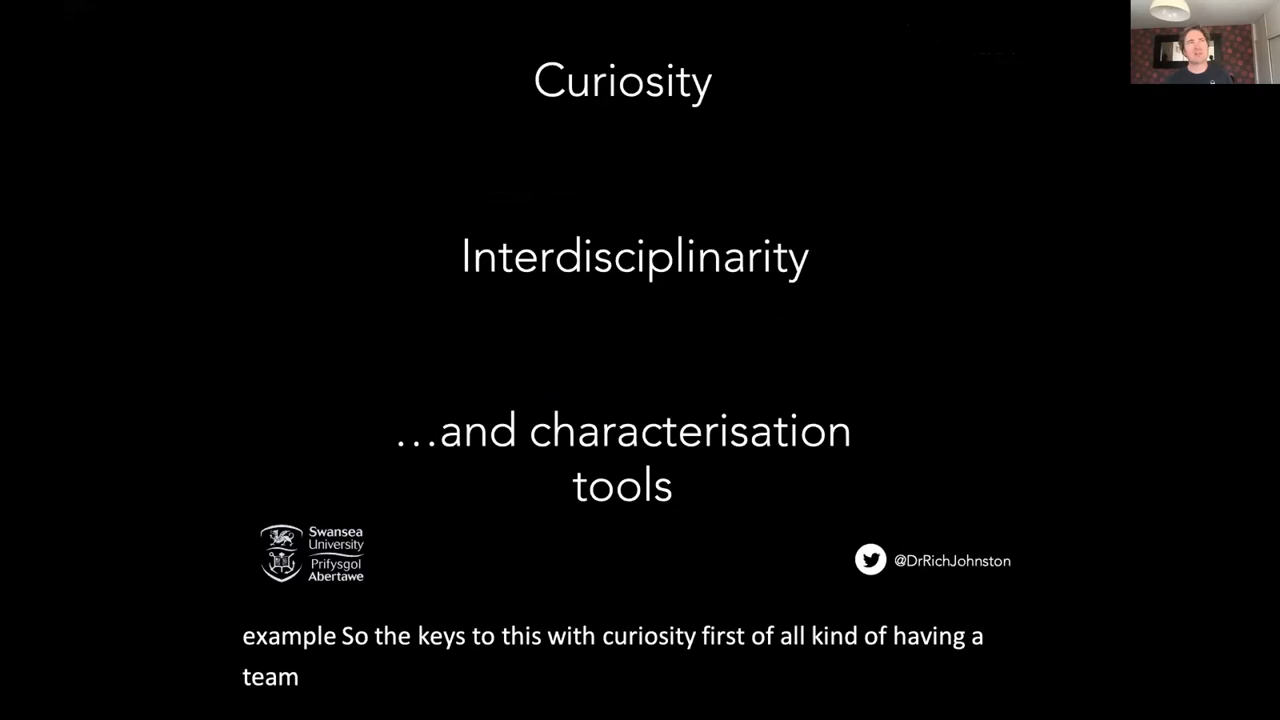 Curiosity
Interdisciplinarity
...and characterisation
tools
Swansea
University
Prifysgol
Abertawe
@DrRichJohnston
example So the keys to this with curiosity first of all kind of having a
team